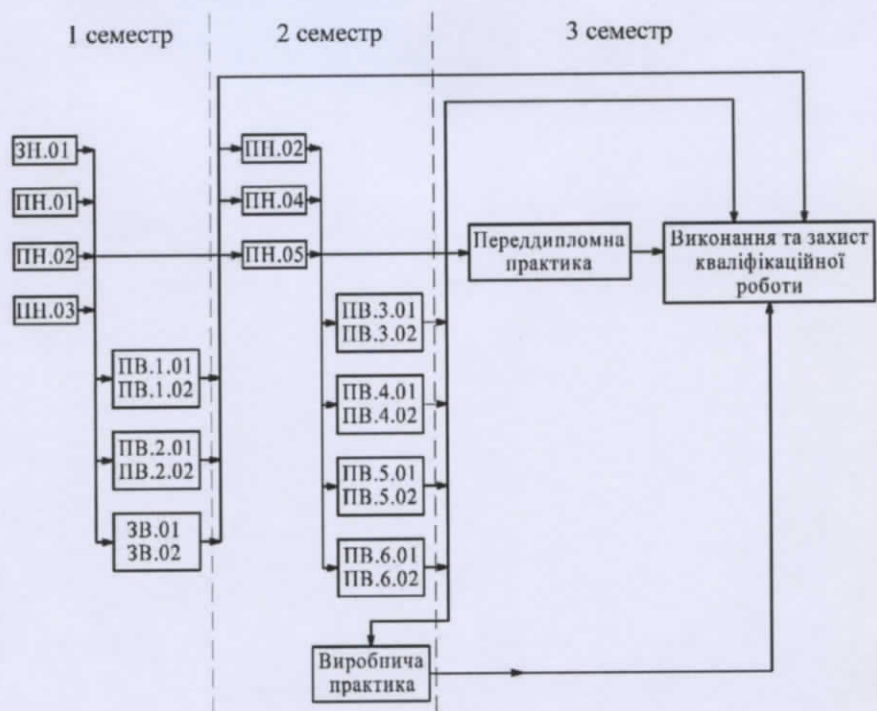 1 семестр
2 семестр
3 семестр
ЗН.01
ПН.01
ПН.02
ПН.03
ПВ.1.01
ПВ.1.02
ПВ.2.01
ПВ.2.02
ЗВ.01
ЗВ.02
ПН.02
ПН.04
ПН.05
ПВ.3.01
ПВ.3.02
ПВ.4.01
ПВ.4.02
ПВ.5.01
ПВ.5.02
ПВ.6.01
ПВ.6.02
Виробнича
практика
Переддипломна
практика
Виконання та захист
кваліфікаційної
роботи